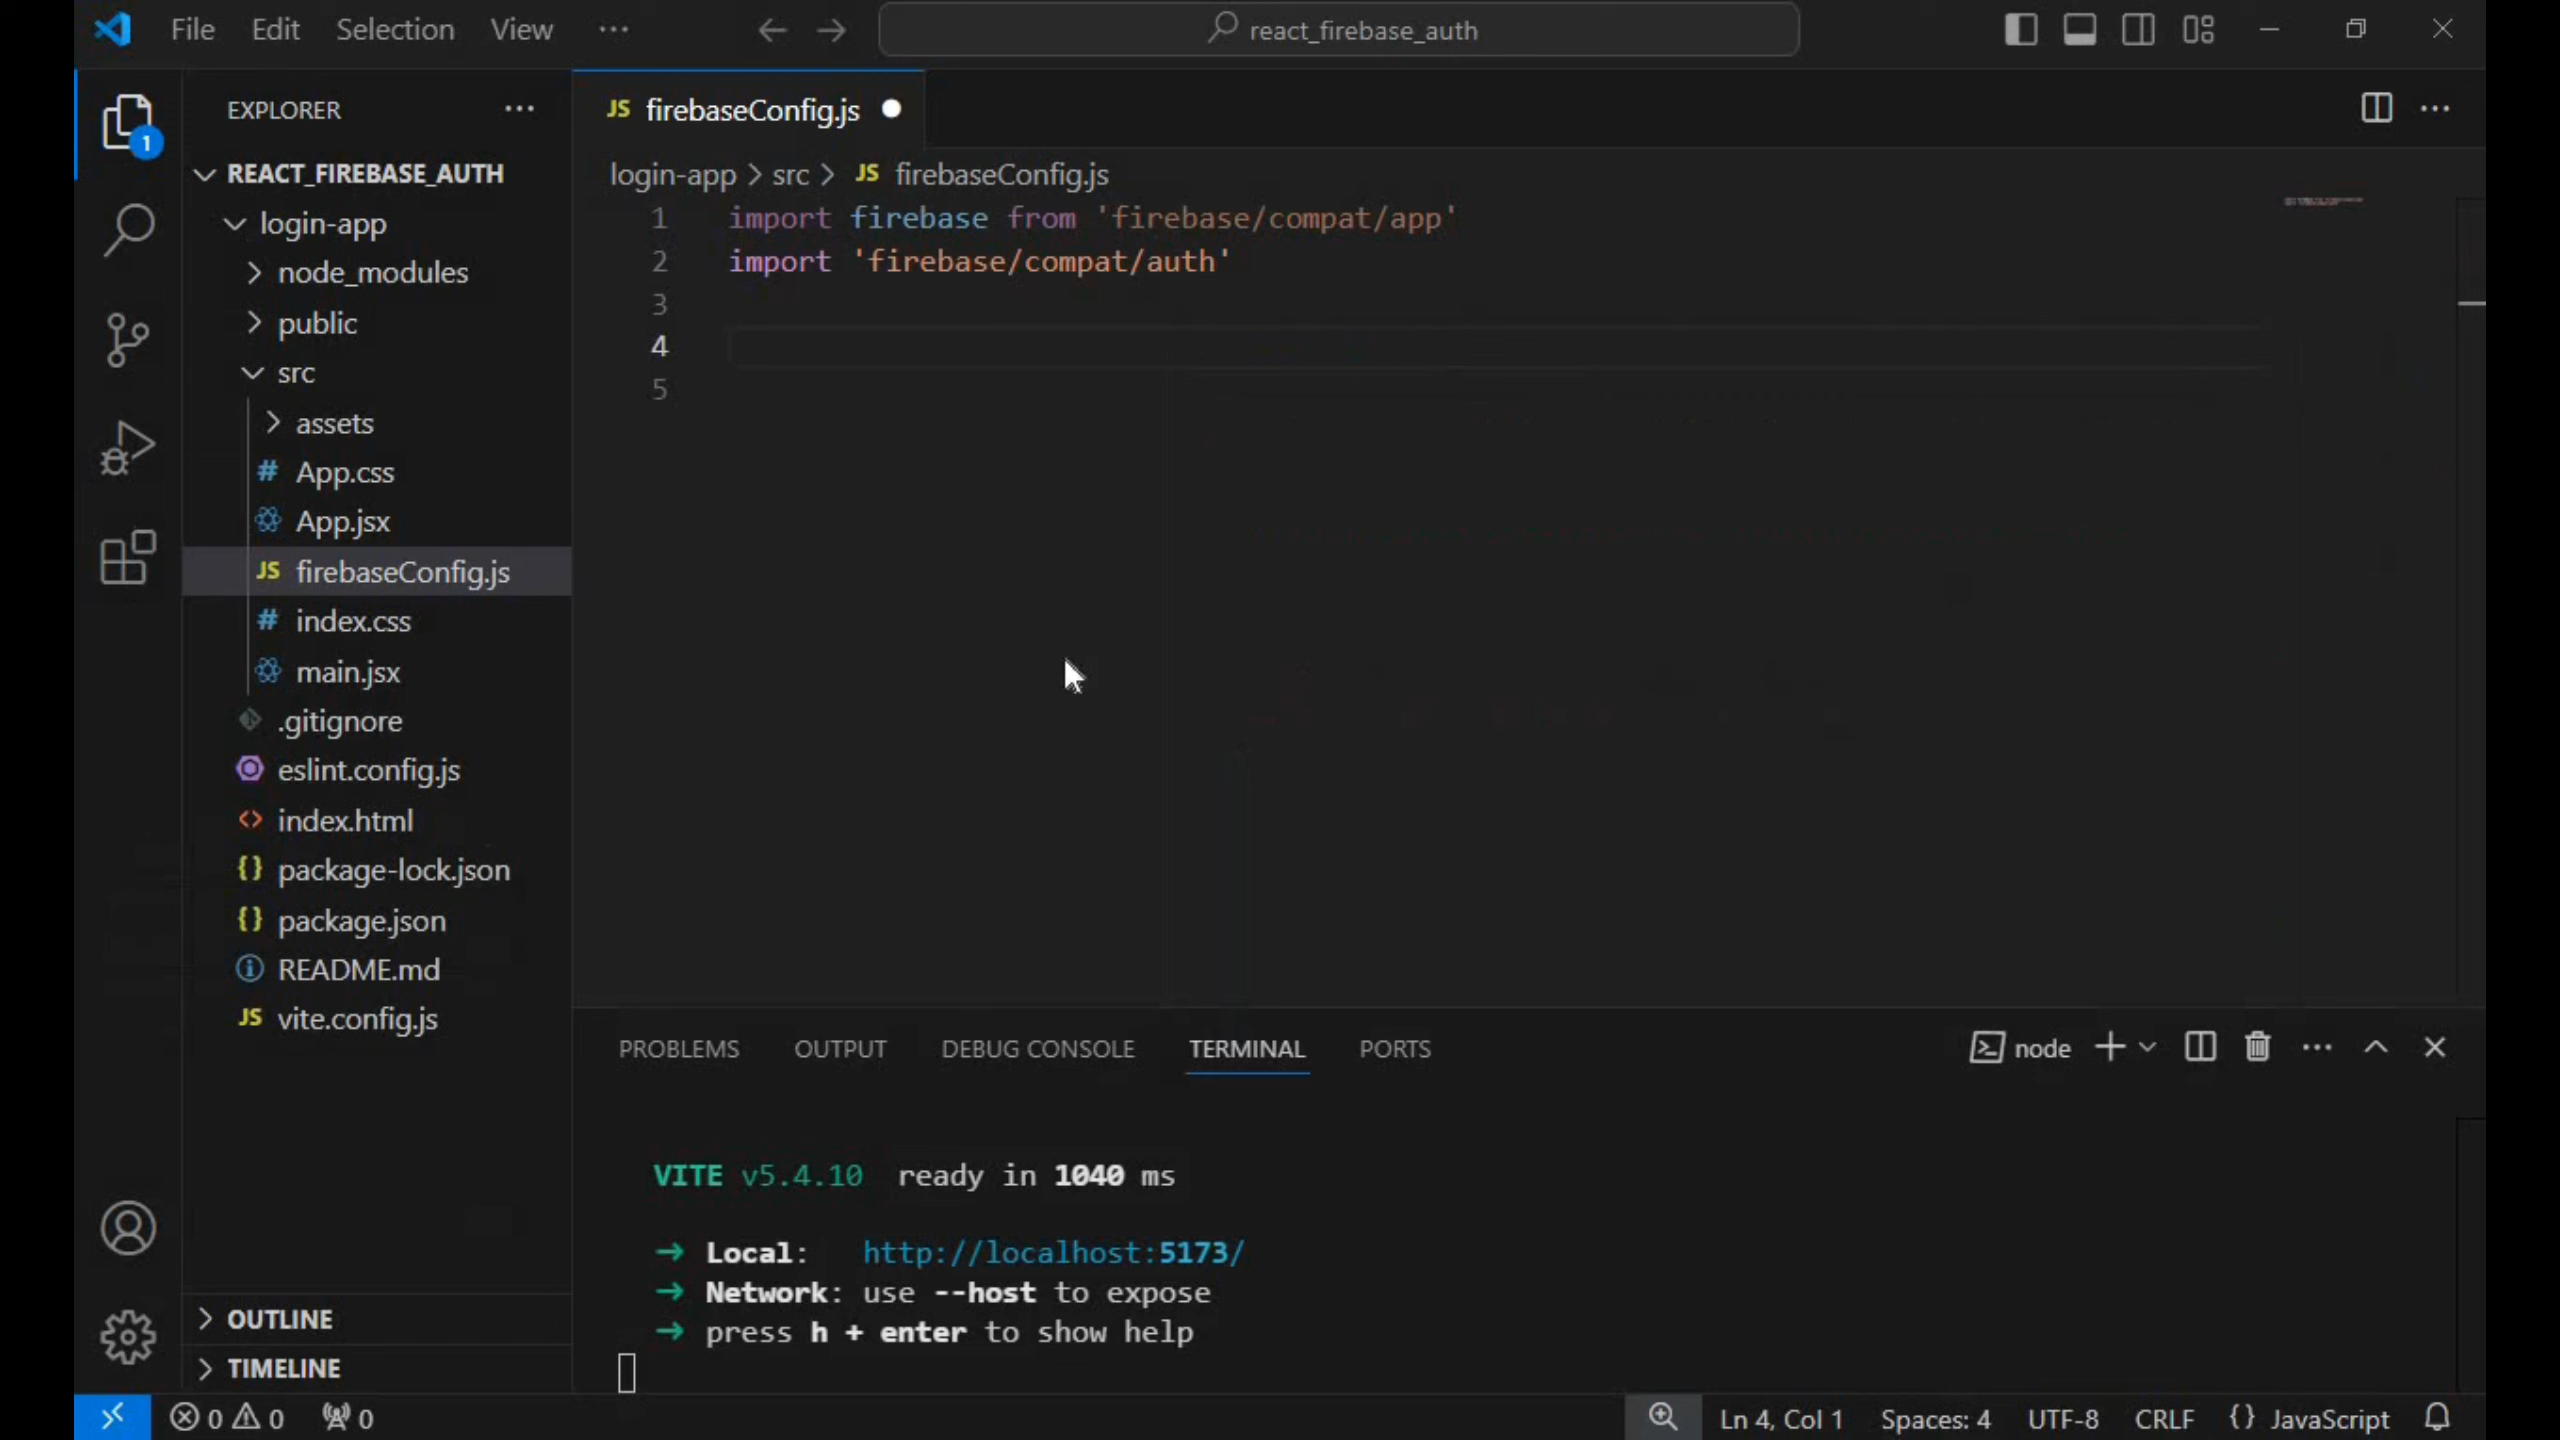 File Edit Selection View ··· react_firebase_auth
EXPLORER ···
1
REACT_FIREBASE_AUTH
login-app
node_modules
public
src
assets
# App.css
App.jsx
JS firebaseConfig.js
# index.css
main.jsx
.gitignore
eslint.config.js
<> index.html
{} package-lock.json
{} package.json
README.md
JS vite.config.js
OUTLINE
TIMELINE
JS firebaseConfig.js
login-app > src > JS firebaseConfig.js
1 import firebase from 'firebase/compat/app'
2 import 'firebase/compat/auth'
3
4
5
PROBLEMS OUTPUT DEBUG CONSOLE TERMINAL PORTS node
VITE v5.4.10 ready in 1040 ms
➜ Local: http://localhost:5173/
➜ Network: use --host to expose
➜ press h + enter to show help
0 0 0 Ln 4, Col 1 Spaces: 4 UTF-8 CRLF {} JavaScript